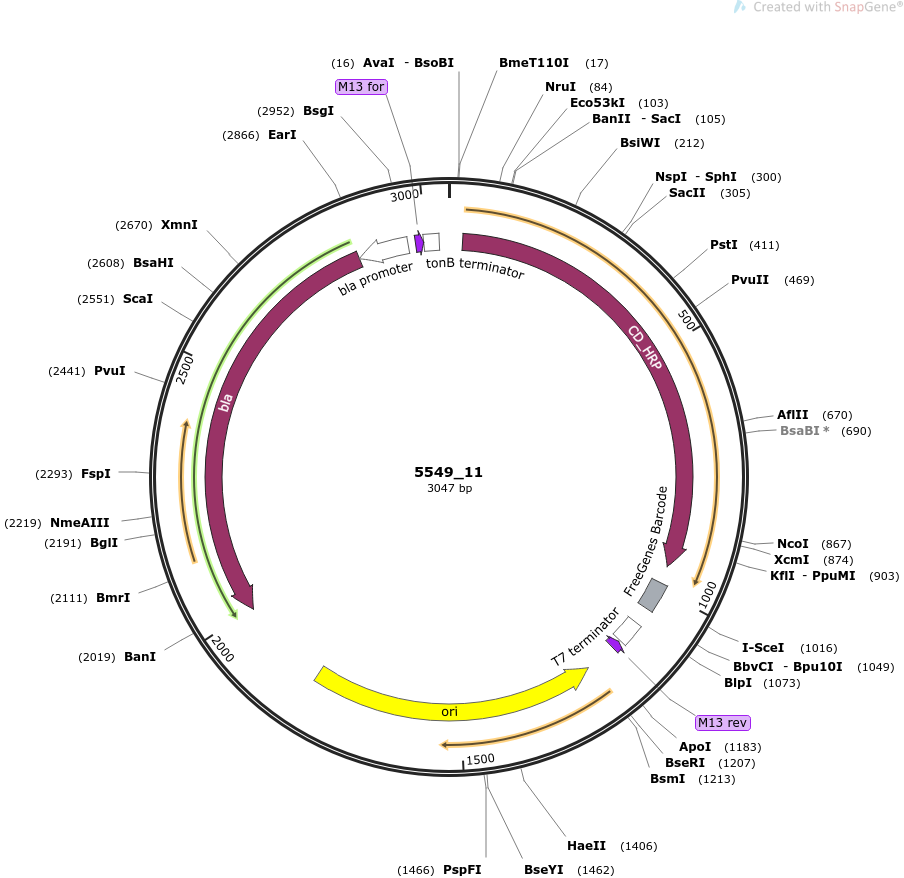 Created with SnapGene®
(16) AvaI - BsoBI
BmeT110I (17)
M13 for
NruI (84)
(2952) BsgI
Eco53kI (103)
(2866) EarI
BanII - SacI (105)
BsiWI (212)
NspI - SphI (300)
SacII (305)
3000
(2670) XmnI
PstI (411)
(2608) BsaHI
bla promoter
tonB terminator
PvuII (469)
(2551) ScaI
500
CD_HRP
2500
(2441) PvuI
bla
AflII (670)
BsaBI * (690)
5549_11
3047 bp
(2293) FspI
(2219) NmeAIII
(2191) BglI
FreeGenes Barcode
NcoI (867)
XcmI (874)
KflI - PpuMI (903)
(2111) BmrI
1000
T7 terminator
2000
I-SceI (1016)
(2019) BanI
BbvCI - Bpu10I (1049)
BlpI (1073)
ori
M13 rev
ApoI (1183)
1500
BseRI (1207)
BsmI (1213)
HaeII (1406)
(1466) PspFI
BseYI (1462)